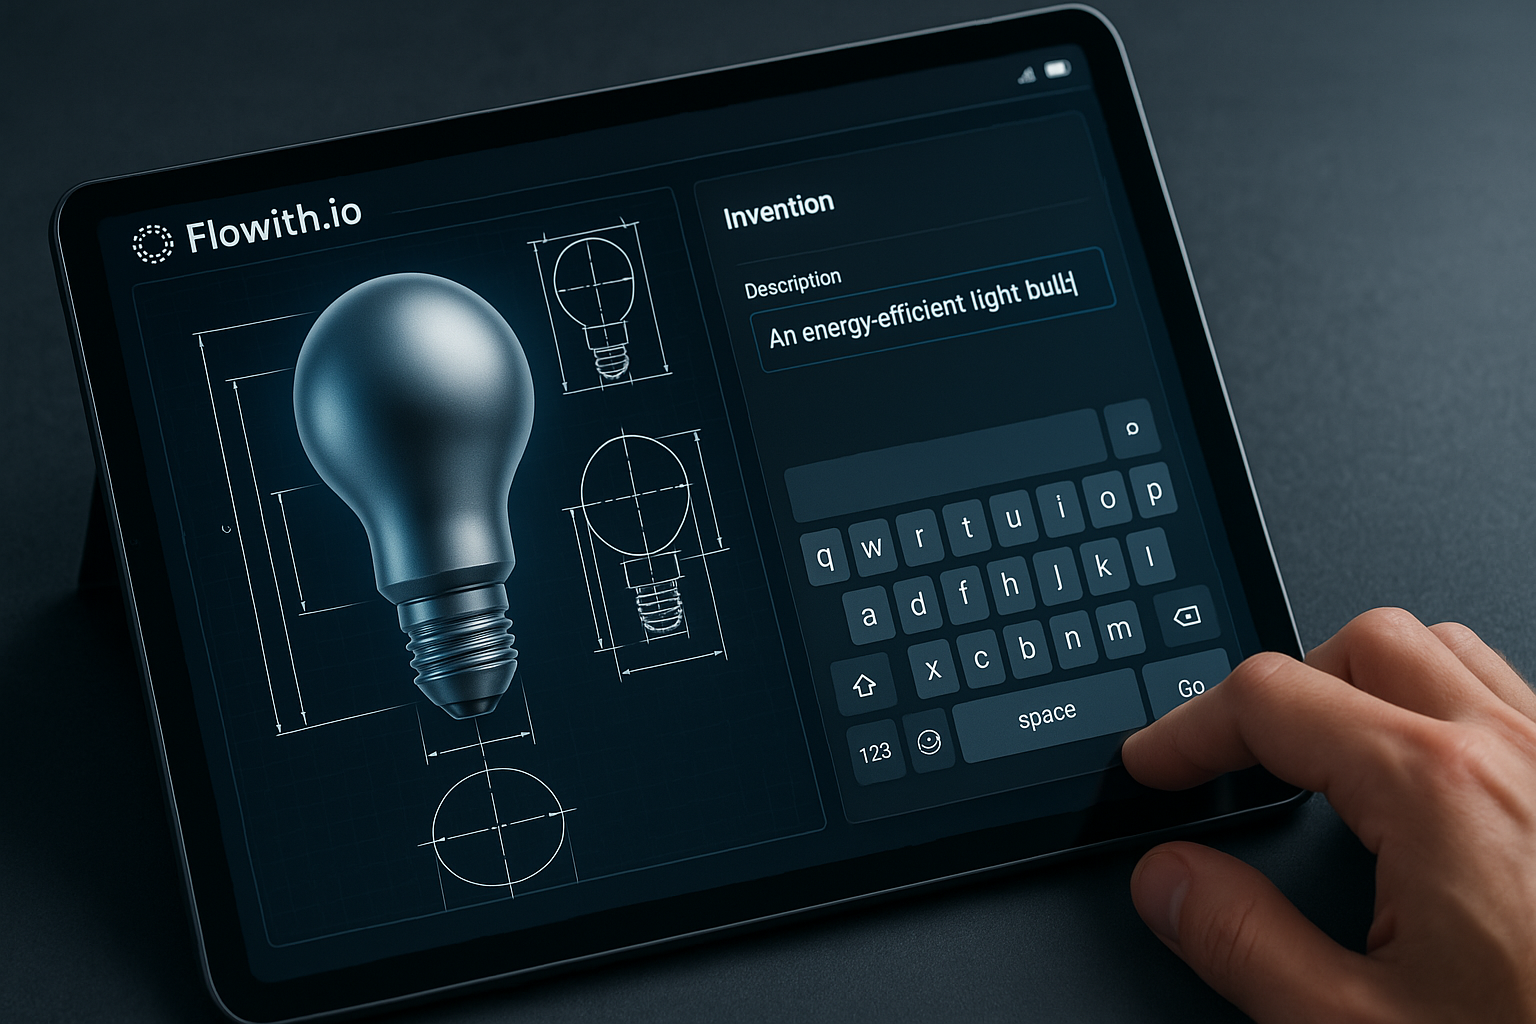 Flowith.io
Invention
Description
An energy-efficient light bulb
q w r t u i o p
a d f h j k l
x c b n m
123 space Go